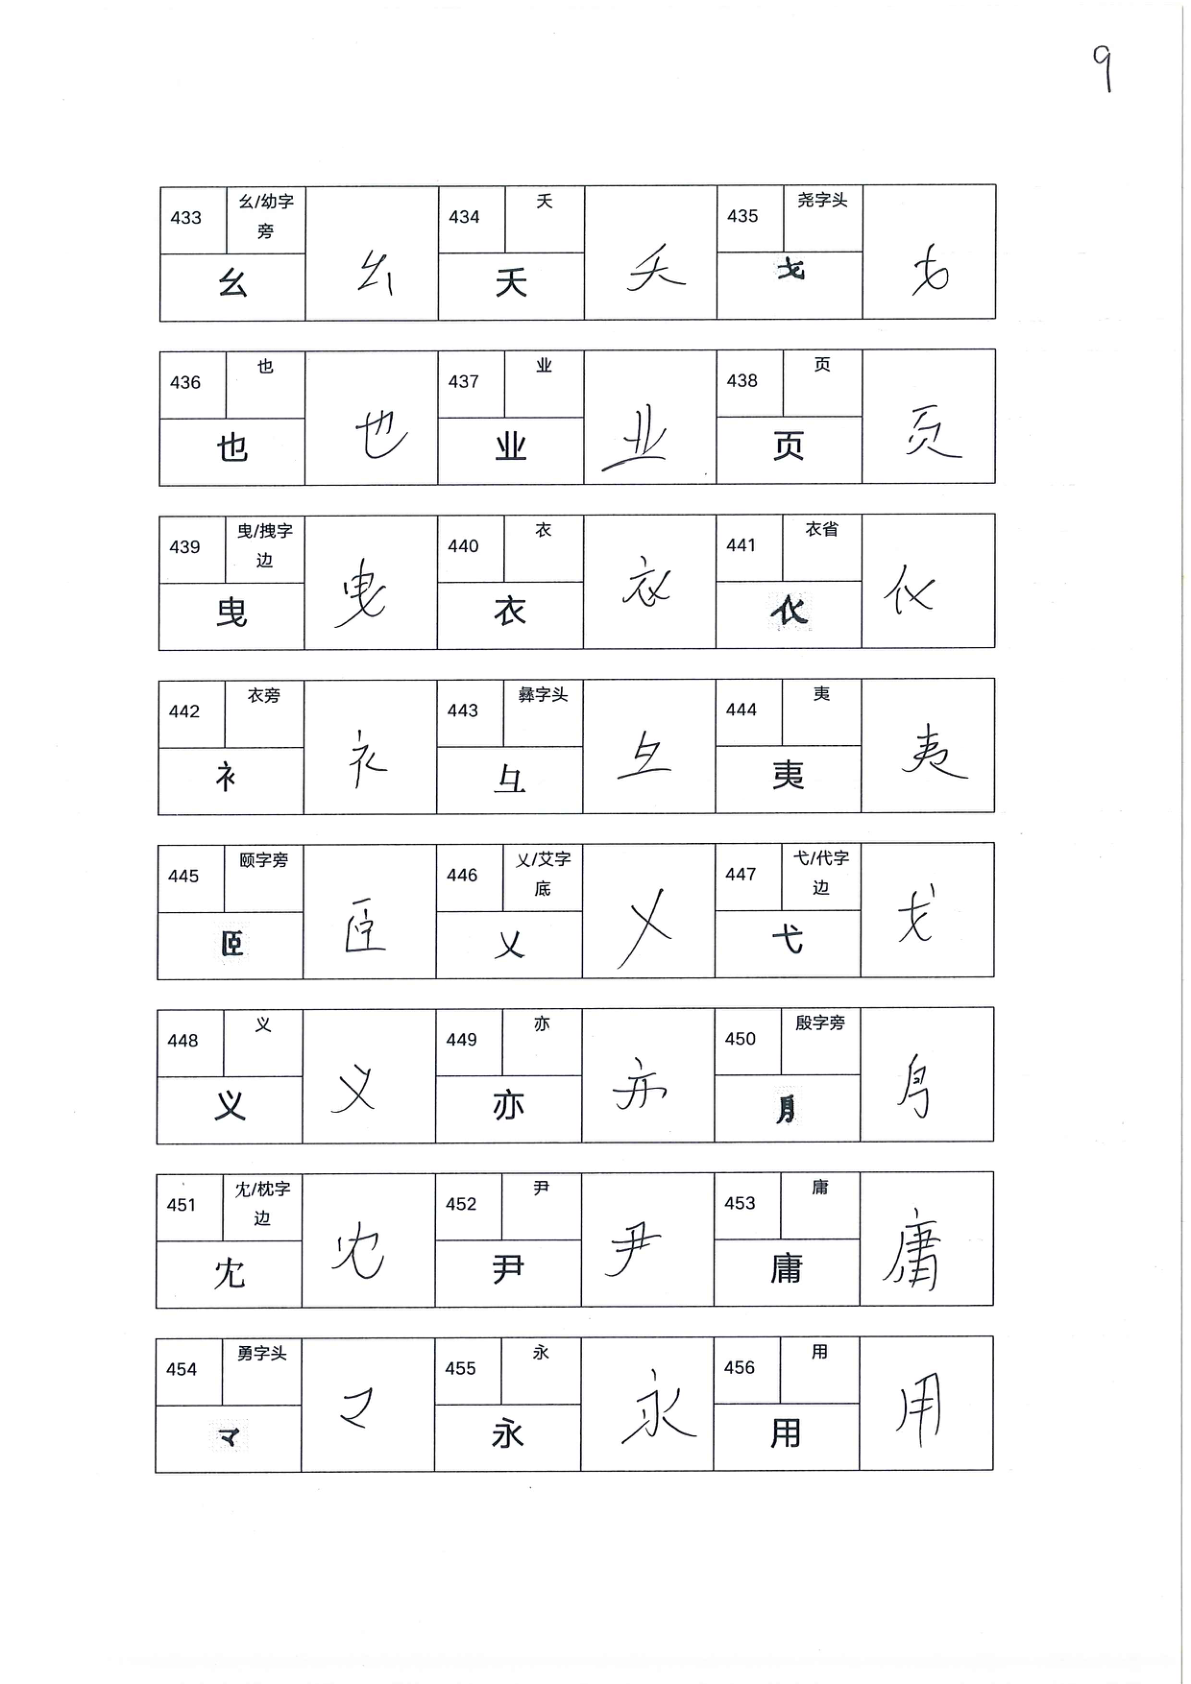 9
433 幺/幼字旁 幺 幺
434 夭 夭 夭
435 尧字头
436 也 也 也
437 业 业 业
438 页 页 页
439 曳/拽字边 曳 曳
440 衣 衣 衣
441 衣省
442 衣旁 衤 衤
443 彝字头 彑 彑
444 夷 夷 夷
445 颐字旁 𦣞
446 乂/艾字底 乂 乂
447 弋/代字边 弋 弋
448 义 义 义
449 亦 亦 亦
450 殷字旁
451 冘/枕字边 冘 冘
452 尹 尹 尹
453 庸 庸 庸
454 勇字头 龴 龴
455 永 永 永
456 用 用 用